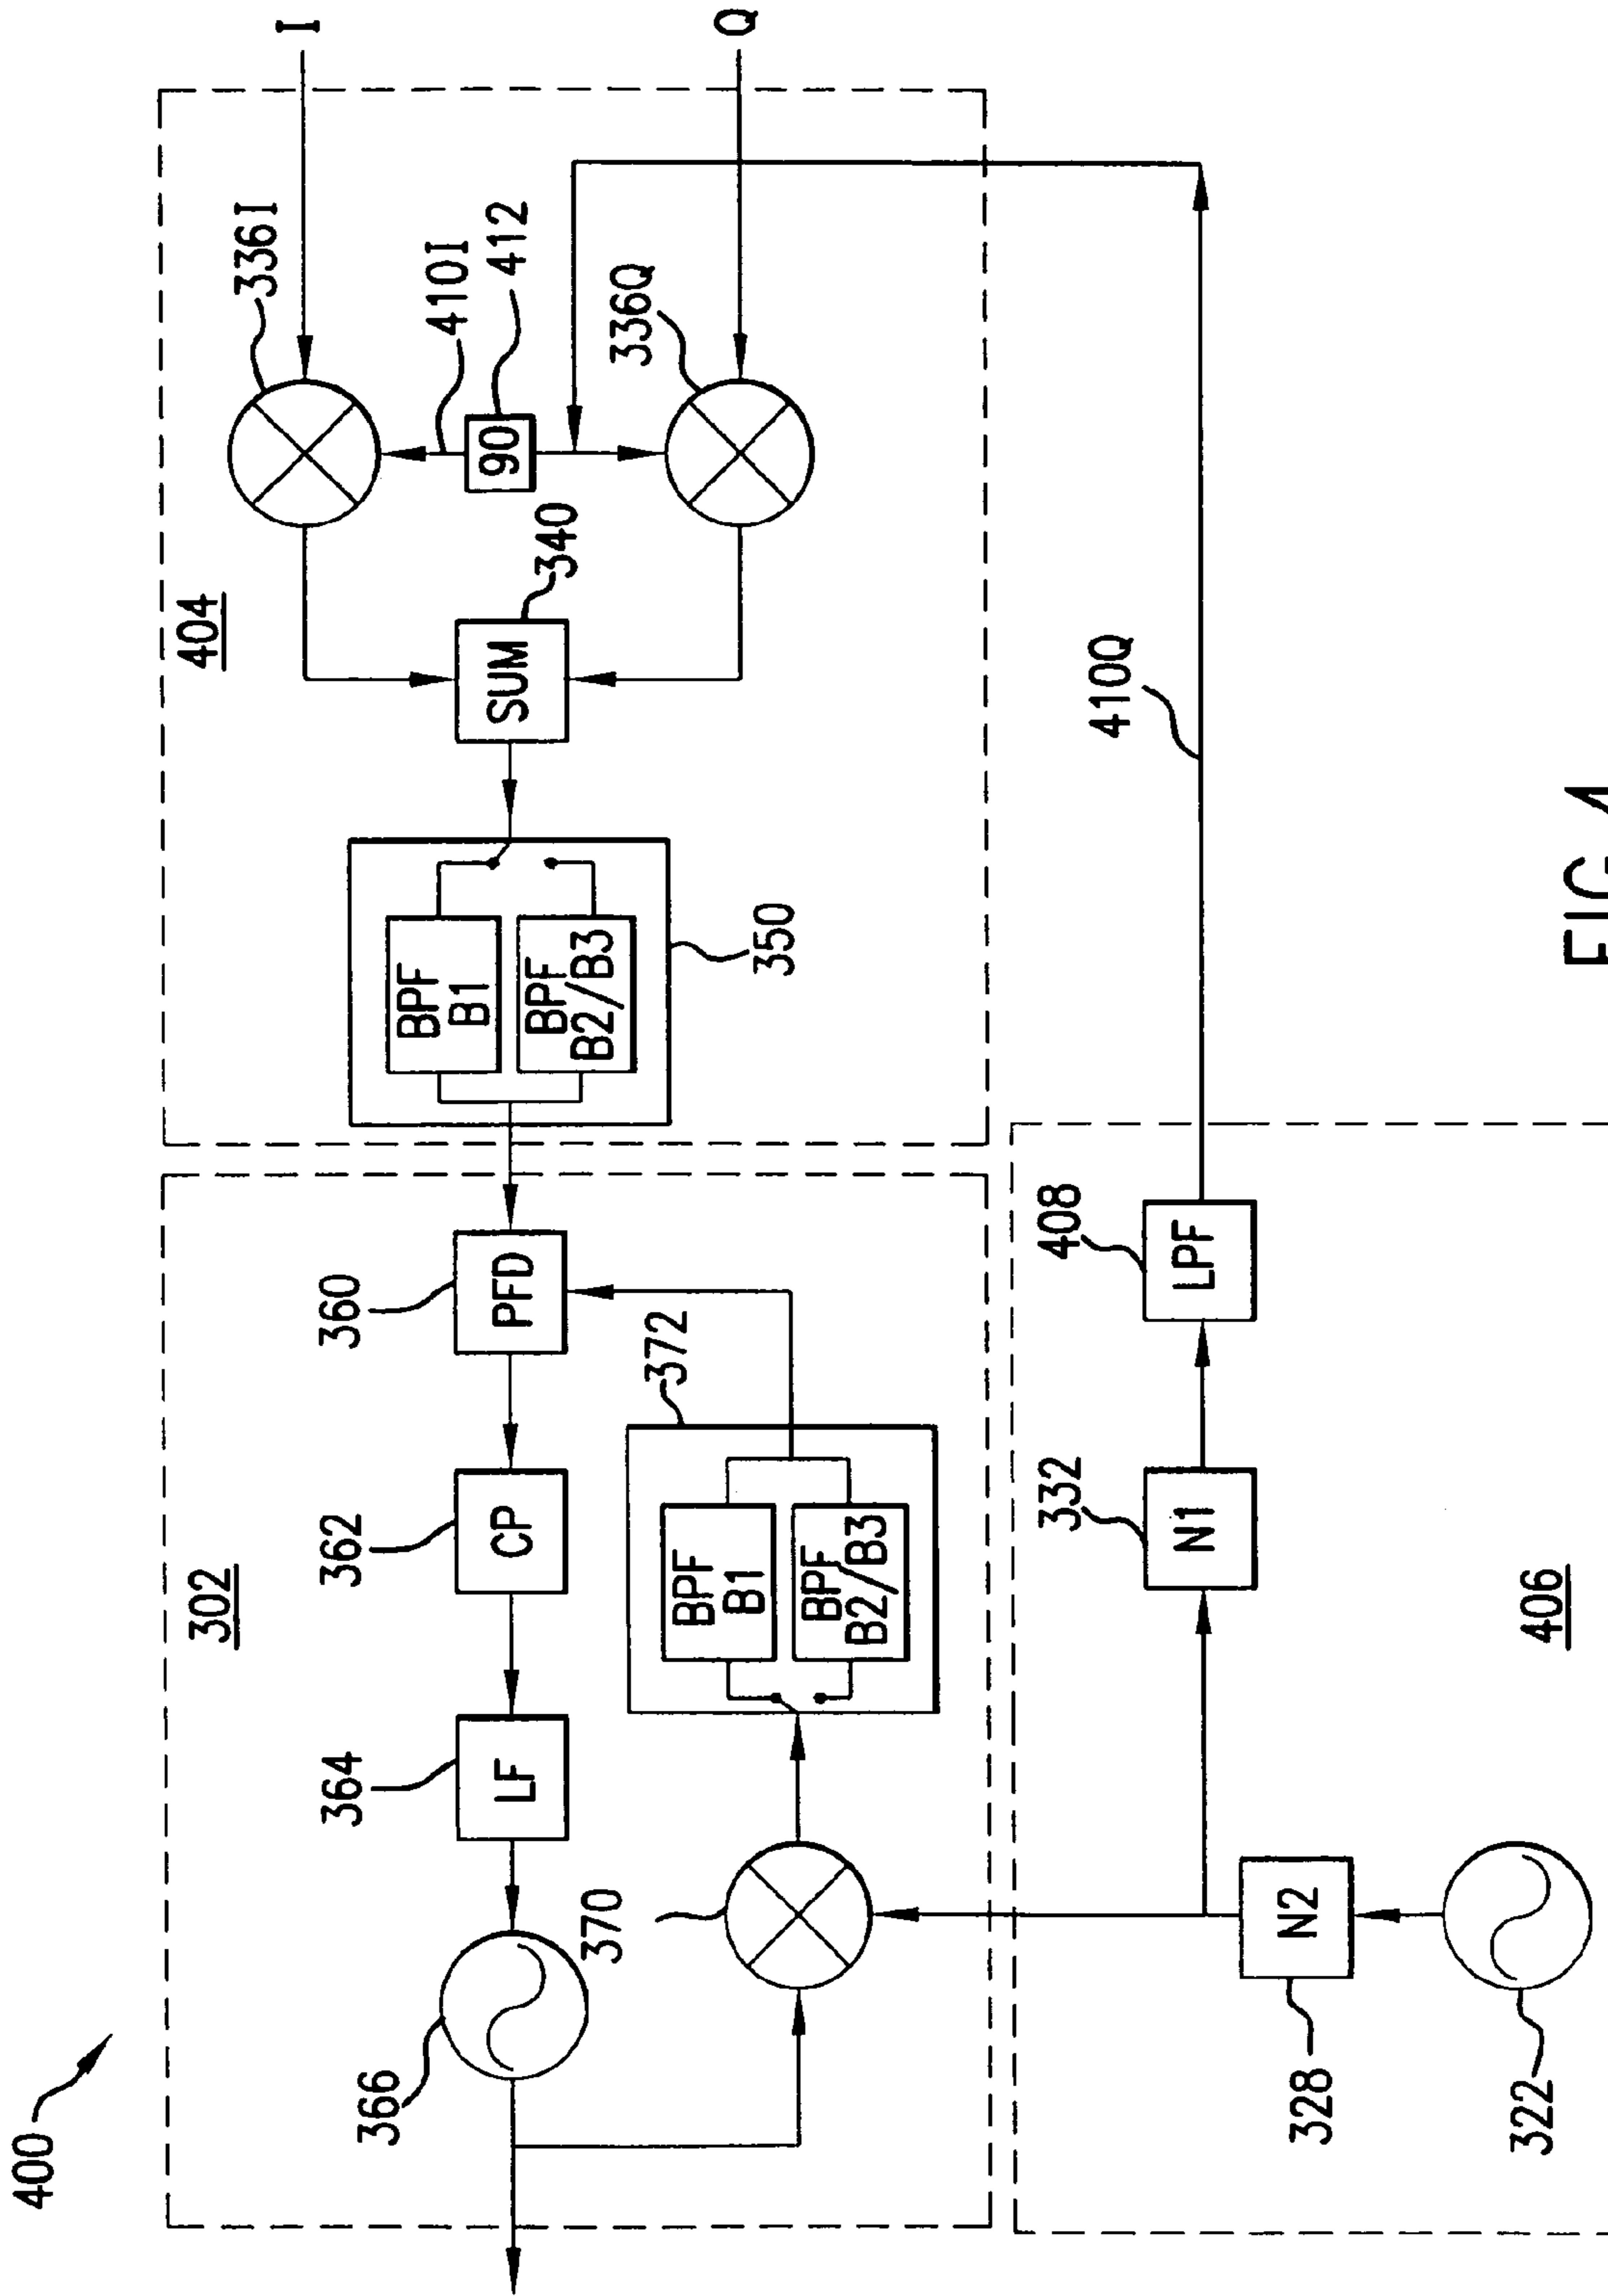 400
404
I
336I
410I
412
90
336Q
Q
SUM
340
BPF
B1
BPF
B2/B3
350
302
360
PFD
362
CP
364
LF
366
370
372
BPF
B1
BPF
B2/B3
410Q
408
LPF
332
N1
406
328
N2
322